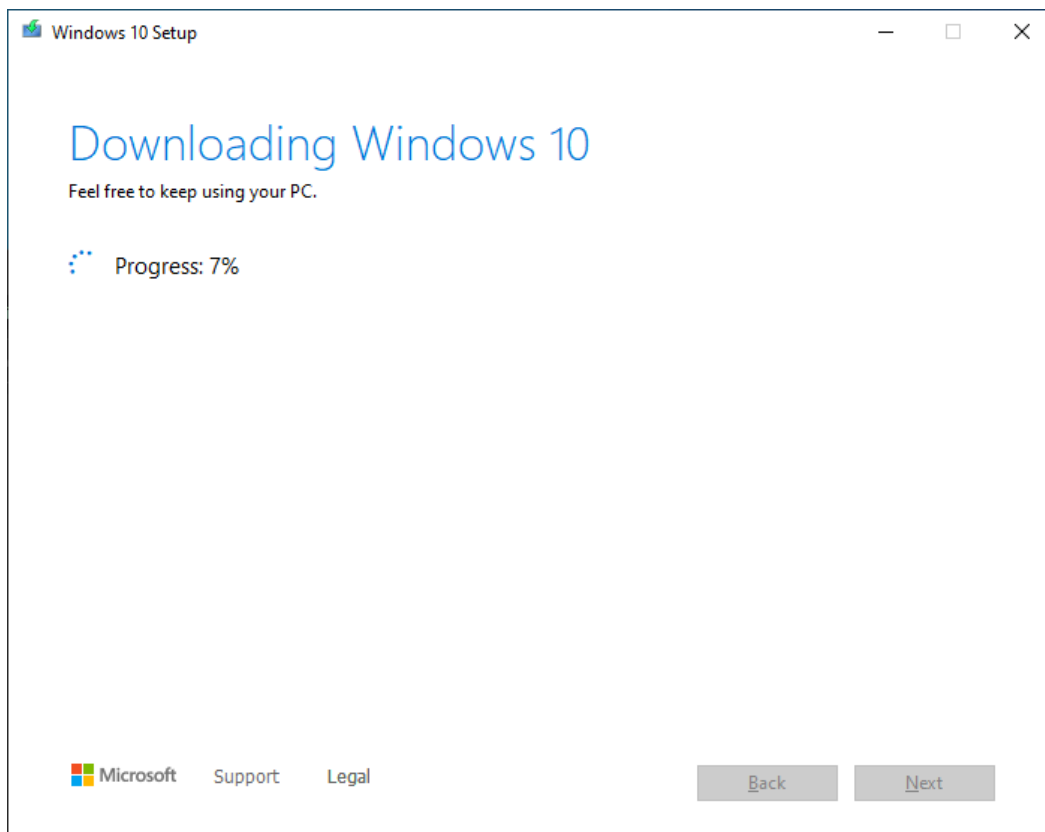 Windows 10 Setup
Downloading Windows 10
Feel free to keep using your PC.
Progress: 7%
Microsoft Support Legal Back Next